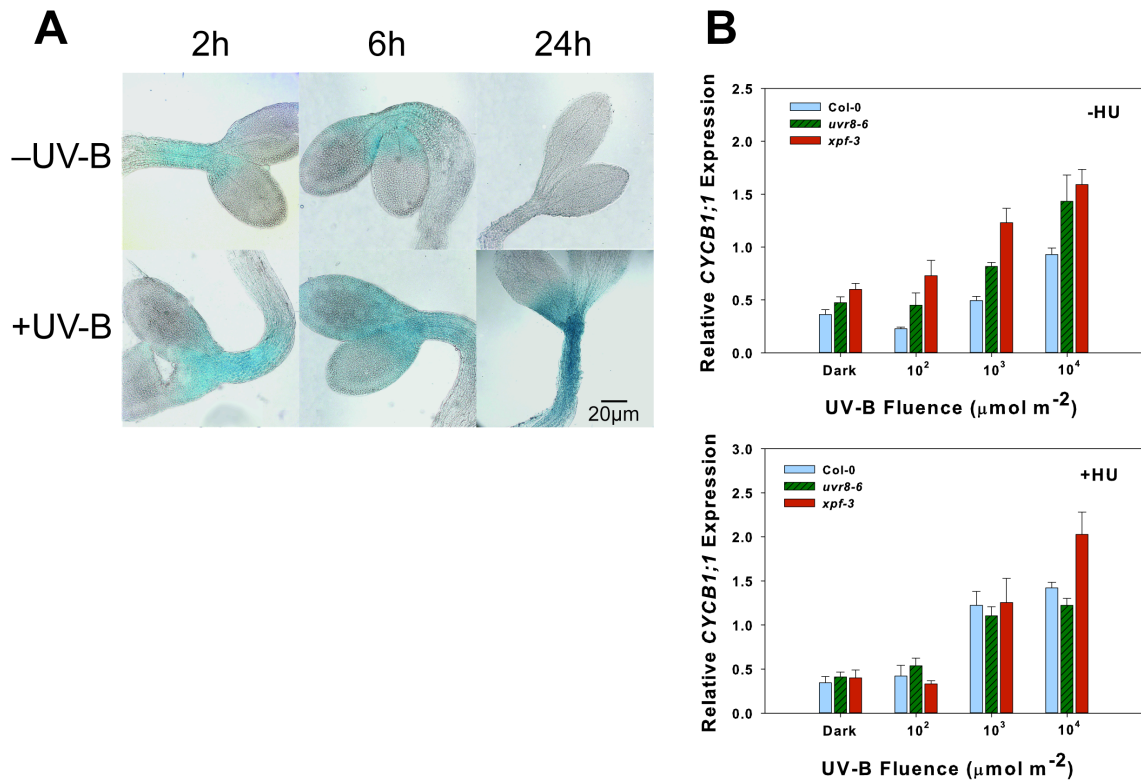 A
2h 6h 24h
–UV-B
+UV-B
20µm
B
Relative CYCB1;1 Expression
2.5
2.0
1.5
1.0
0.5
0.0
Col-0
uvr8-6
xpf-3
-HU
Dark 10² 10³ 10⁴
UV-B Fluence (µmol m⁻²)
Relative CYCB1;1 Expression
3.0
2.5
2.0
1.5
1.0
0.5
0.0
Col-0
uvr8-6
xpf-3
+HU
Dark 10² 10³ 10⁴
UV-B Fluence (µmol m⁻²)